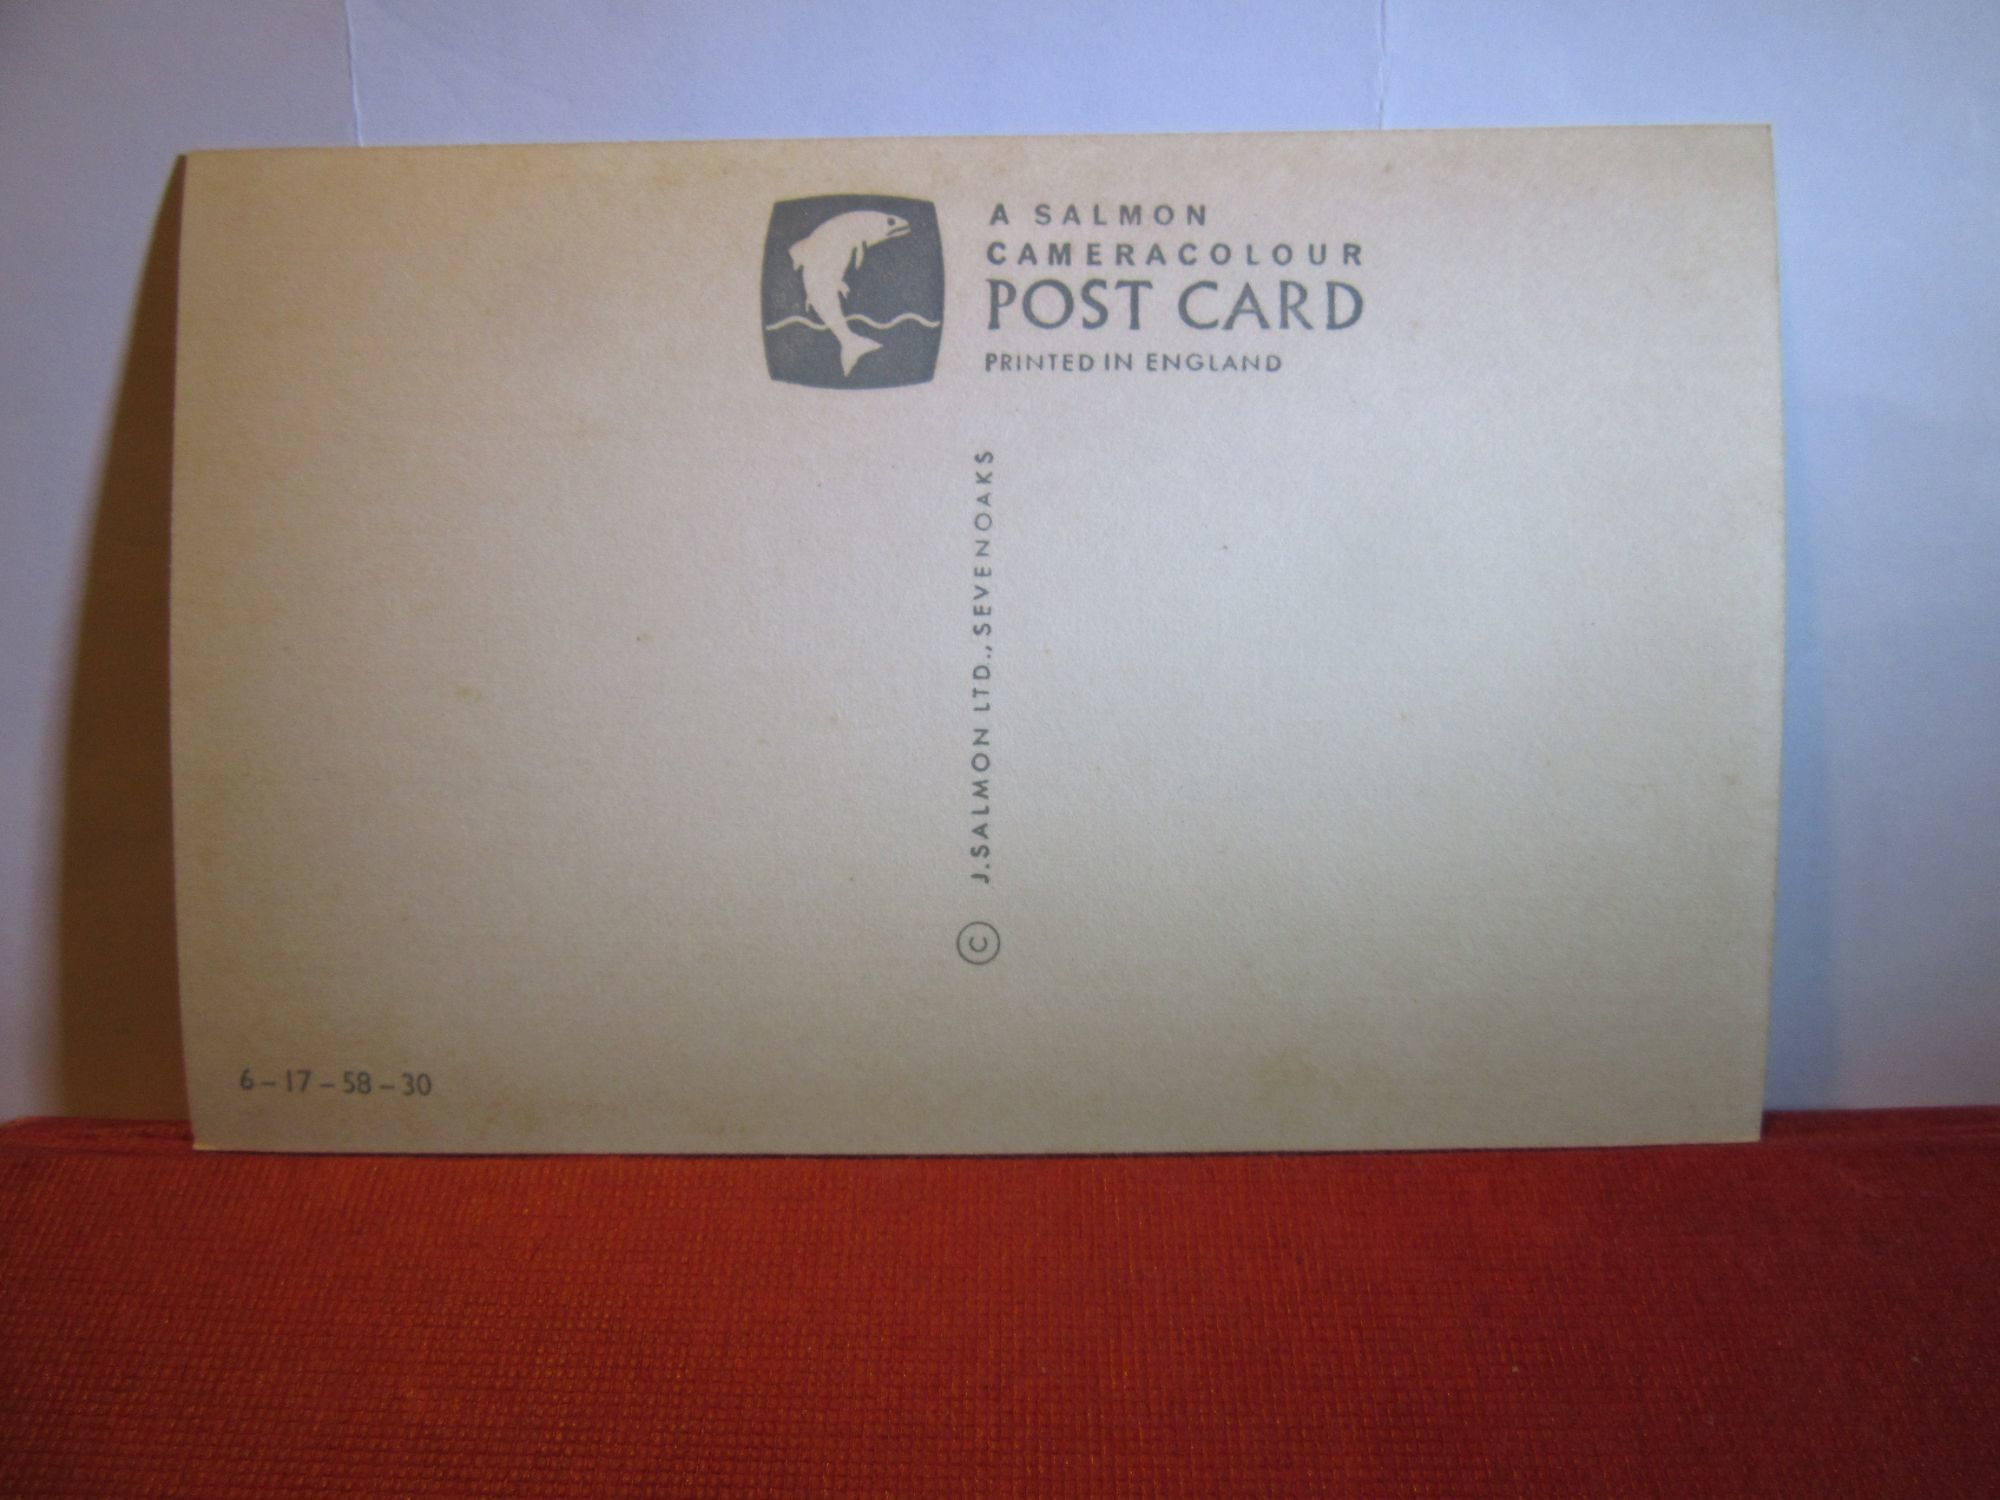 A SALMON
CAMERACOLOUR
POST CARD
PRINTED IN ENGLAND
© J. SALMON LTD., SEVENOAKS
6-17-58-30